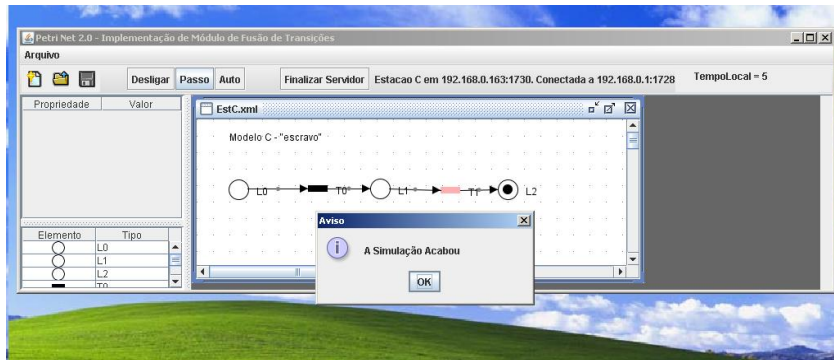 Petri Net 2.0 - Implementação de Módulo de Fusão de Transições
Arquivo
Desligar Passo Auto Finalizar Servidor Estacao C em 192.168.0.163:1730. Conectada a 192.168.0.1:1728 TempoLocal = 5
Propriedade Valor
EstC.xml
Modelo C - "escravo"
L0 T0 L1 T1 L2
Aviso
A Simulação Acabou
OK
Elemento Tipo
L0
L1
L2
T0